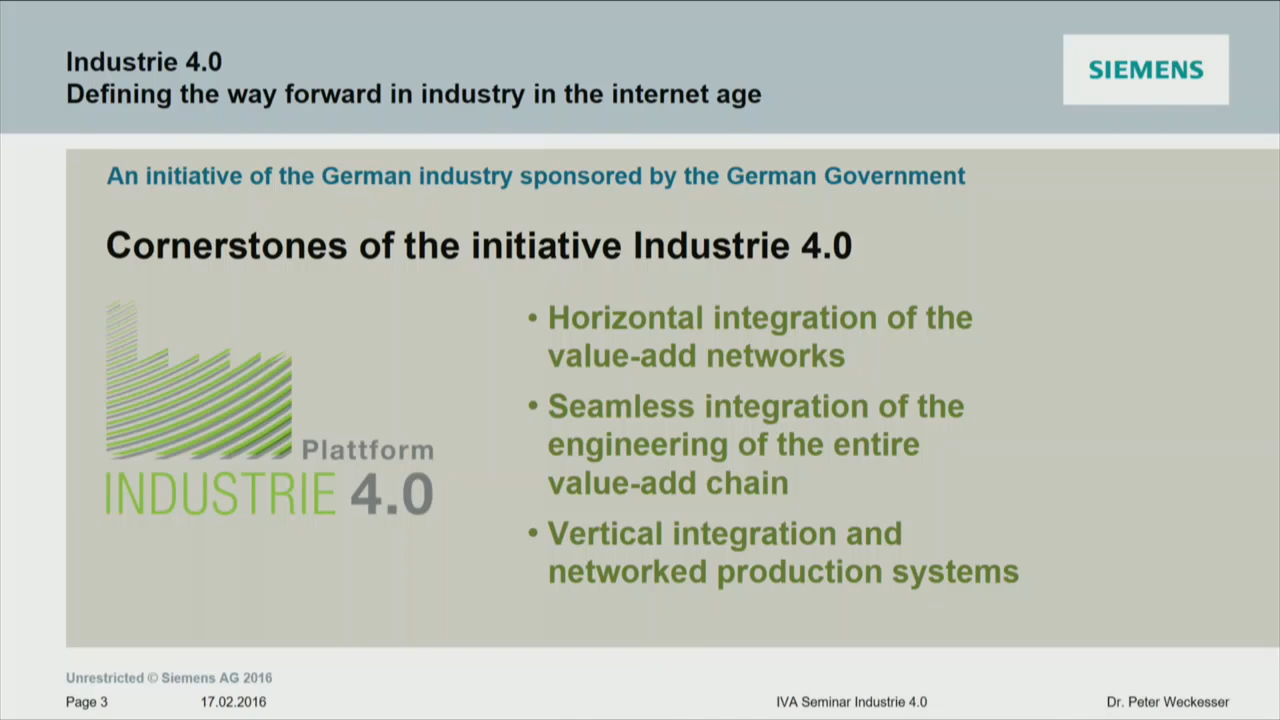 Industrie 4.0
Defining the way forward in industry in the internet age
SIEMENS
An initiative of the German industry sponsored by the German Government
Cornerstones of the initiative Industrie 4.0
• Horizontal integration of the
value-add networks
• Seamless integration of the
engineering of the entire
value-add chain
• Vertical integration and
networked production systems
Plattform
INDUSTRIE 4.0
Unrestricted © Siemens AG 2016
Page 3
17.02.2016
IVA Seminar Industrie 4.0
Dr. Peter Weckesser